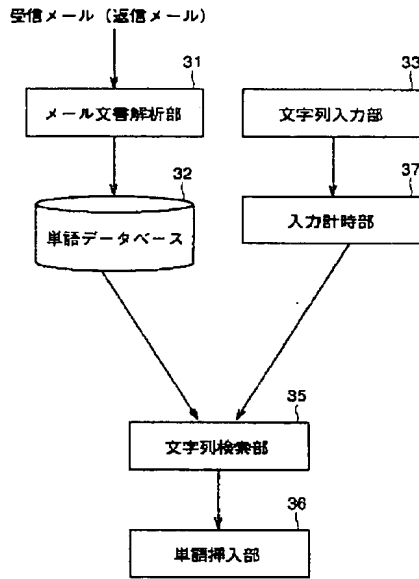 受信メール（返信メール）
31
メール文書解析部
33
文字列入力部
32
単語データベース
37
入力計時部
35
文字列検索部
36
単語挿入部